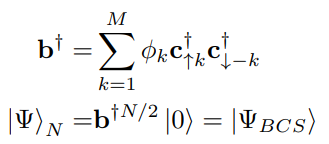 b† = ∑_{k=1}^{M} ϕ_k c†_{↑k} c†_{↓−k}
|Ψ⟩_N = b†^{N/2} |0⟩ = |Ψ_{BCS}⟩